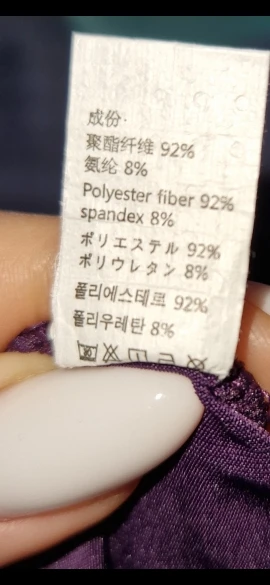 成份:
聚酯纤维 92%
氨纶 8%
Polyester fiber 92%
spandex 8%
ポリエステル 92%
ポリウレタン 8%
폴리에스테르 92%
폴리우레탄 8%